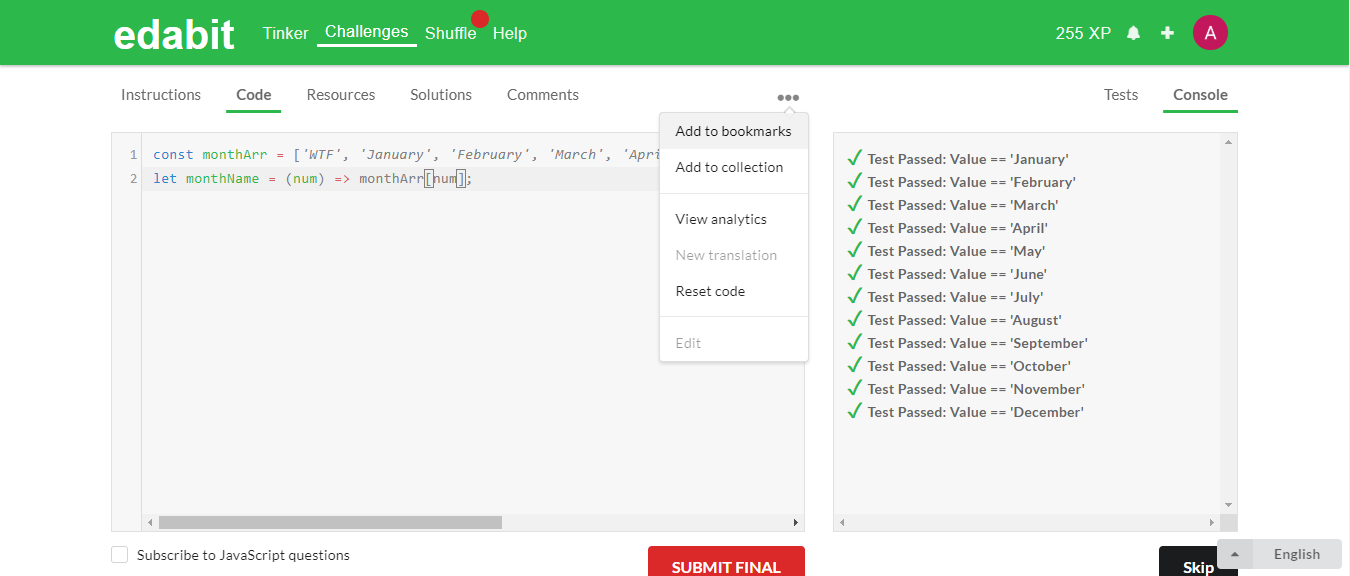 edabit Tinker Challenges Shuffle Help 255 XP A
Instructions Code Resources Solutions Comments Tests Console
1 const monthArr = ['WTF', 'January', 'February', 'March', 'Apri
2 let monthName = (num) => monthArr[num];
Add to bookmarks
Add to collection
View analytics
New translation
Reset code
Edit
Test Passed: Value == 'January'
Test Passed: Value == 'February'
Test Passed: Value == 'March'
Test Passed: Value == 'April'
Test Passed: Value == 'May'
Test Passed: Value == 'June'
Test Passed: Value == 'July'
Test Passed: Value == 'August'
Test Passed: Value == 'September'
Test Passed: Value == 'October'
Test Passed: Value == 'November'
Test Passed: Value == 'December'
Subscribe to JavaScript questions
SUBMIT FINAL
Skip
English